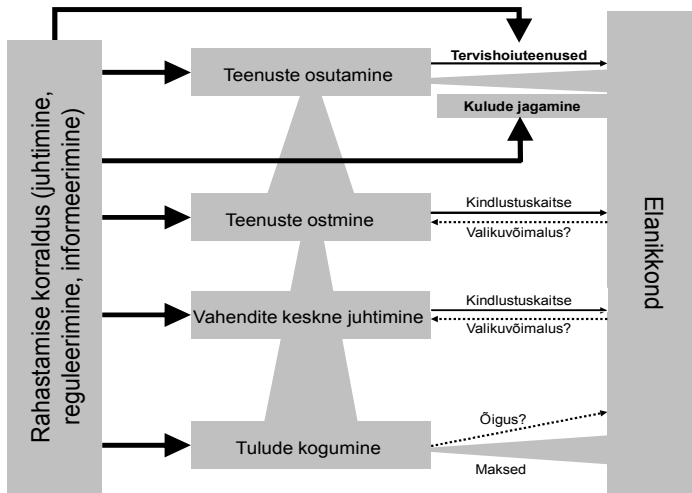 Rahastamise korraldus (juhtimine,
reguleerimine, informeerimine)
Teenuste osutamine
Tervishoiuteenused
Kulude jagamine
Teenuste ostmine
Kindlustuskaitse
Valikuvõimalus?
Vahendite keskne juhtimine
Kindlustuskaitse
Valikuvõimalus?
Tulude kogumine
Õigus?
Maksed
Elanikkond